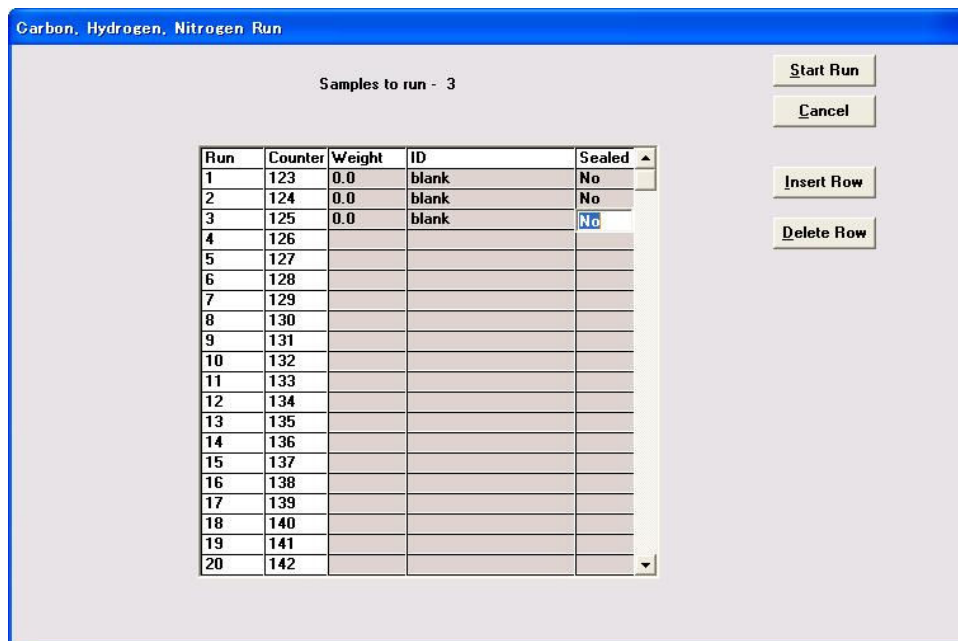 Carbon, Hydrogen, Nitrogen Run
Samples to run - 3
Start Run
Cancel
Insert Row
Delete Row
Run Counter Weight ID Sealed
1 123 0.0 blank No
2 124 0.0 blank No
3 125 0.0 blank No
4 126
5 127
6 128
7 129
8 130
9 131
10 132
11 133
12 134
13 135
14 136
15 137
16 138
17 139
18 140
19 141
20 142